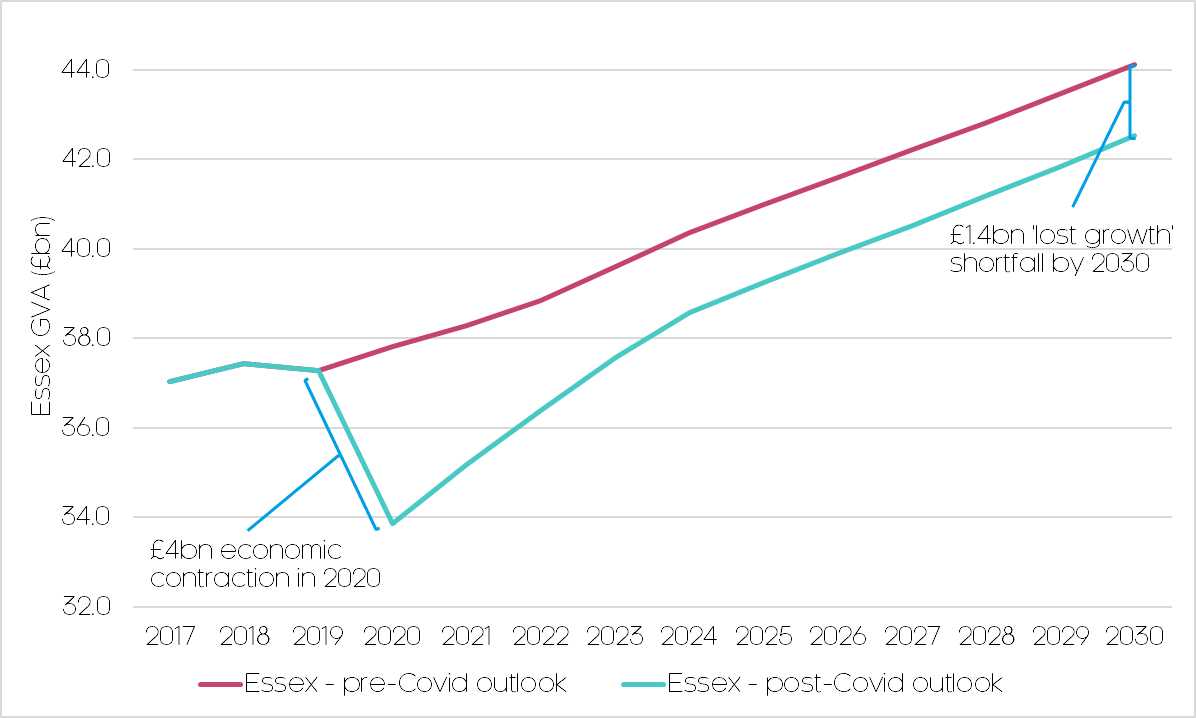 44.0
42.0
40.0
38.0
36.0
34.0
32.0
Essex GVA (£bn)
£1.4bn 'lost growth'
shortfall by 2030
£4bn economic
contraction in 2020
2017 2018 2019 2020 2021 2022 2023 2024 2025 2026 2027 2028 2029 2030
Essex - pre-Covid outlook Essex - post-Covid outlook